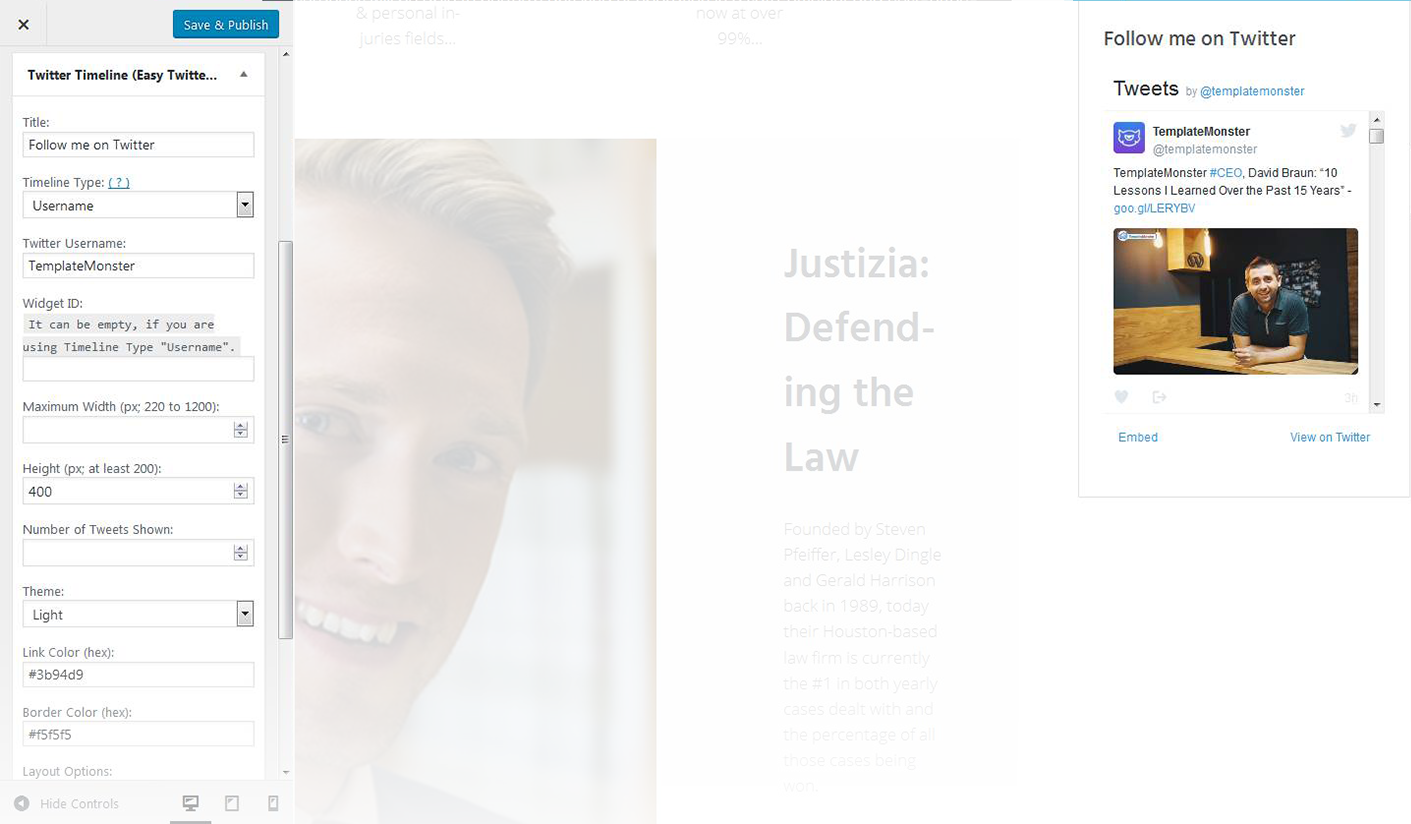 Save & Publish
Twitter Timeline (Easy Twitte...
Title:
Follow me on Twitter
Timeline Type: ( ? )
Username
Twitter Username:
TemplateMonster
Widget ID:
It can be empty, if you are
using Timeline Type "Username".
Maximum Width (px; 220 to 1200):
Height (px; at least 200):
400
Number of Tweets Shown:
Theme:
Light
Link Color (hex):
#3b94d9
Border Color (hex):
#f5f5f5
Layout Options:
Hide Controls
& personal in-
juries fields...
now at over
99%...
Justizia:
Defend-
ing the
Law
Founded by Steven
Pfeiffer, Lesley Dingle
and Gerald Harrison
back in 1989, today
their Houston-based
law firm is currently
the #1 in both yearly
cases dealt with and
the percentage of all
those cases being
won.
Follow me on Twitter
Tweets by @templatemonster
TemplateMonster
@templatemonster
TemplateMonster #CEO, David Braun: “10
Lessons I Learned Over the Past 15 Years” -
goo.gl/LERYBV
3h
Embed
View on Twitter